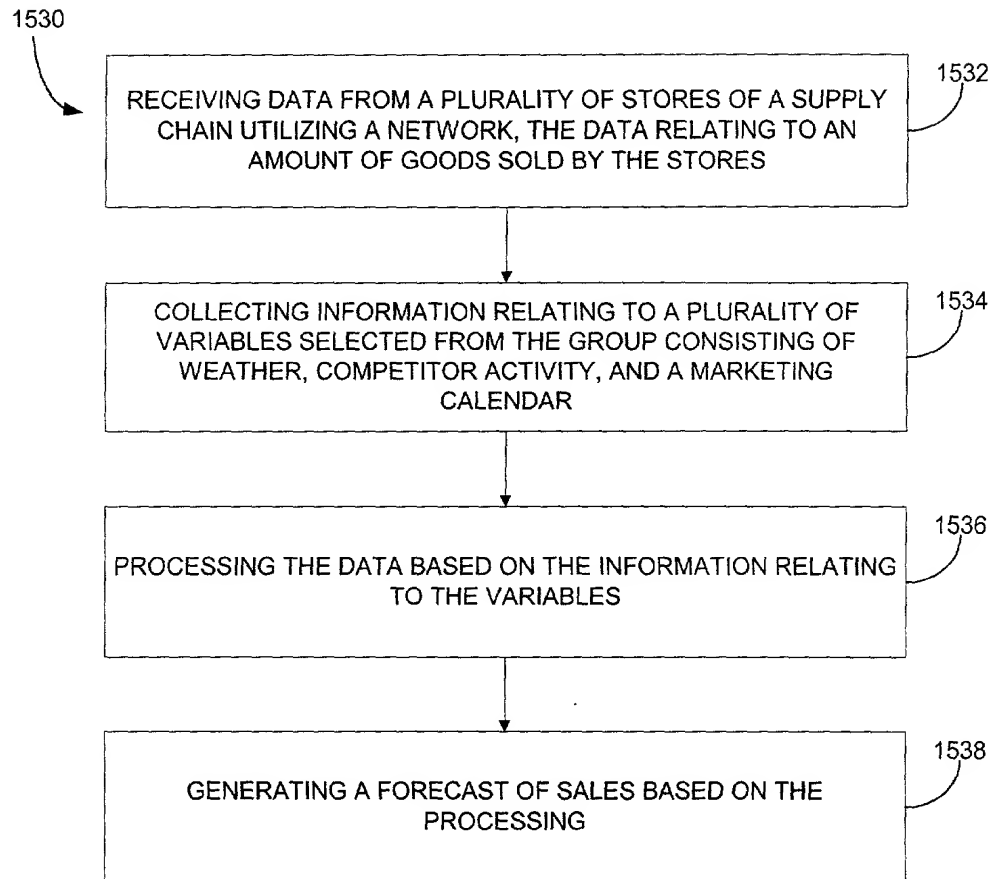 1530
1532
RECEIVING DATA FROM A PLURALITY OF STORES OF A SUPPLY
CHAIN UTILIZING A NETWORK, THE DATA RELATING TO AN
AMOUNT OF GOODS SOLD BY THE STORES
1534
COLLECTING INFORMATION RELATING TO A PLURALITY OF
VARIABLES SELECTED FROM THE GROUP CONSISTING OF
WEATHER, COMPETITOR ACTIVITY, AND A MARKETING
CALENDAR
1536
PROCESSING THE DATA BASED ON THE INFORMATION RELATING
TO THE VARIABLES
1538
GENERATING A FORECAST OF SALES BASED ON THE
PROCESSING